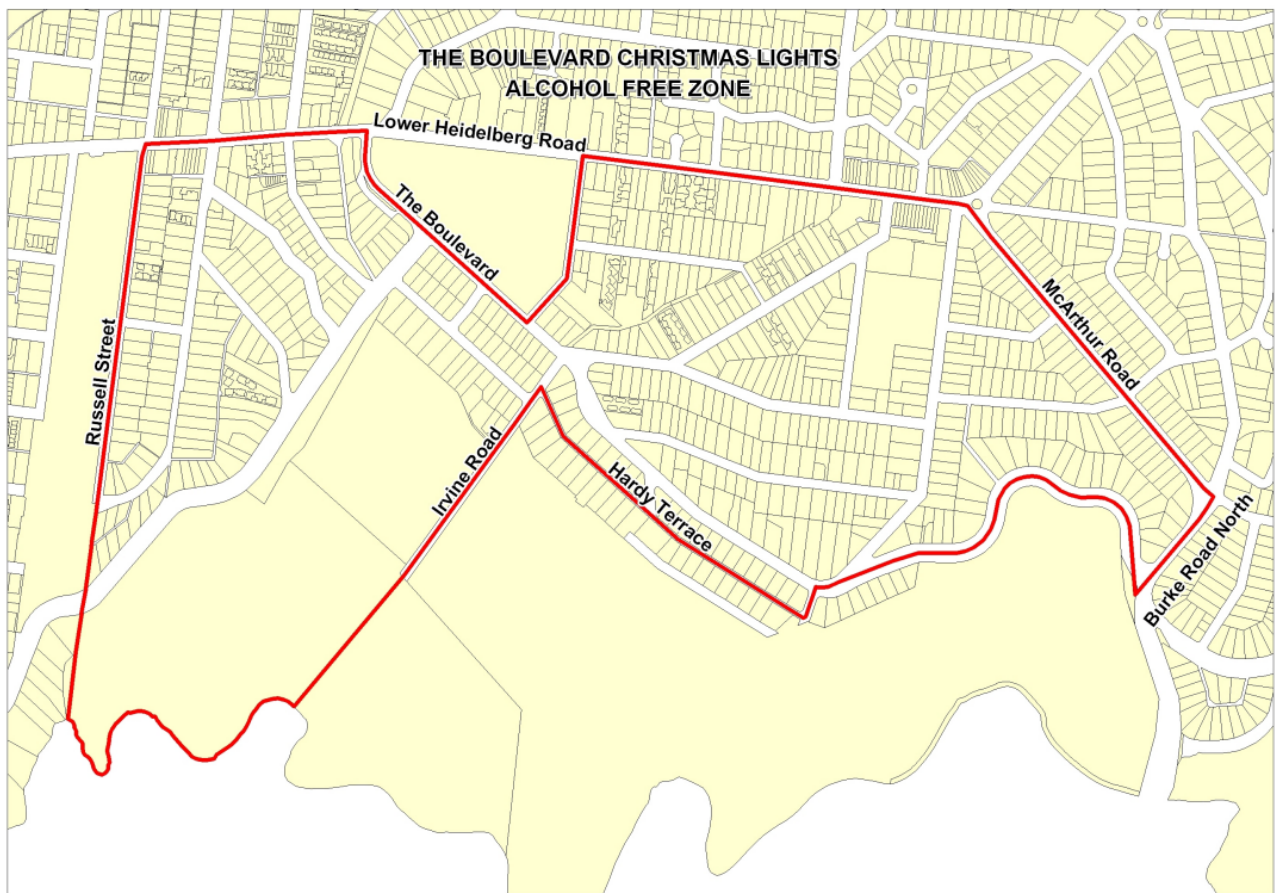 THE BOULEVARD CHRISTMAS LIGHTS
ALCOHOL FREE ZONE
Lower Heidelberg Road
The Boulevard
McArthur Road
Russell Street
Irvine Road
Hardy Terrace
Burke Road North